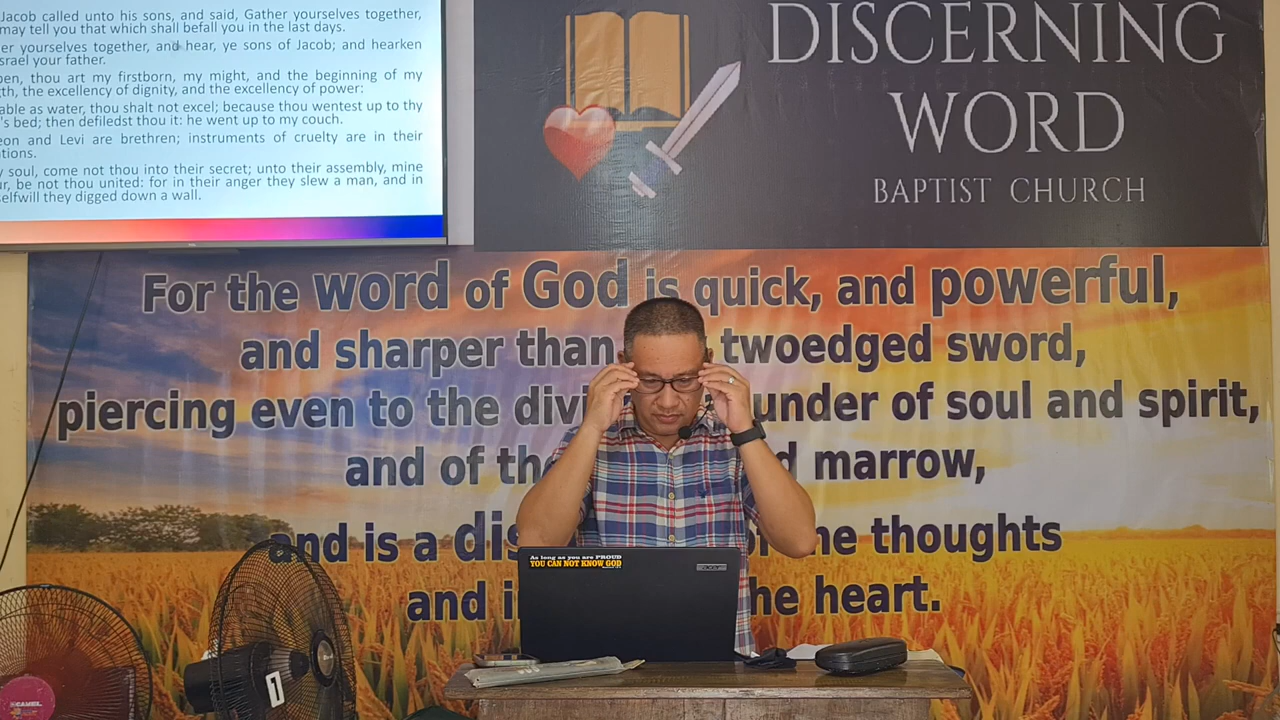 Jacob called unto his sons, and said, Gather yourselves together,
may tell you that which shall befall you in the last days.
er yourselves together, and hear, ye sons of Jacob; and hearken
srael your father.
en, thou art my firstborn, my might, and the beginning of my
th, the excellency of dignity, and the excellency of power:
able as water, thou shalt not excel; because thou wentest up to thy
's bed; then defiledst thou it: he went up to my couch.
eon and Levi are brethren; instruments of cruelty are in their
tions.
y soul, come not thou into their secret; unto their assembly, mine
ur, be not thou united: for in their anger they slew a man, and in
selfwill they digged down a wall.
DISCERNING
WORD
BAPTIST CHURCH
For the word of God is quick, and powerful,
and sharper than twoedged sword,
piercing even to the divi under of soul and spirit,
and of the d marrow,
and is a dis he thoughts
and in he heart.
As long as you are PROUD
YOU CAN NOT KNOW GOD
1
CAMEL